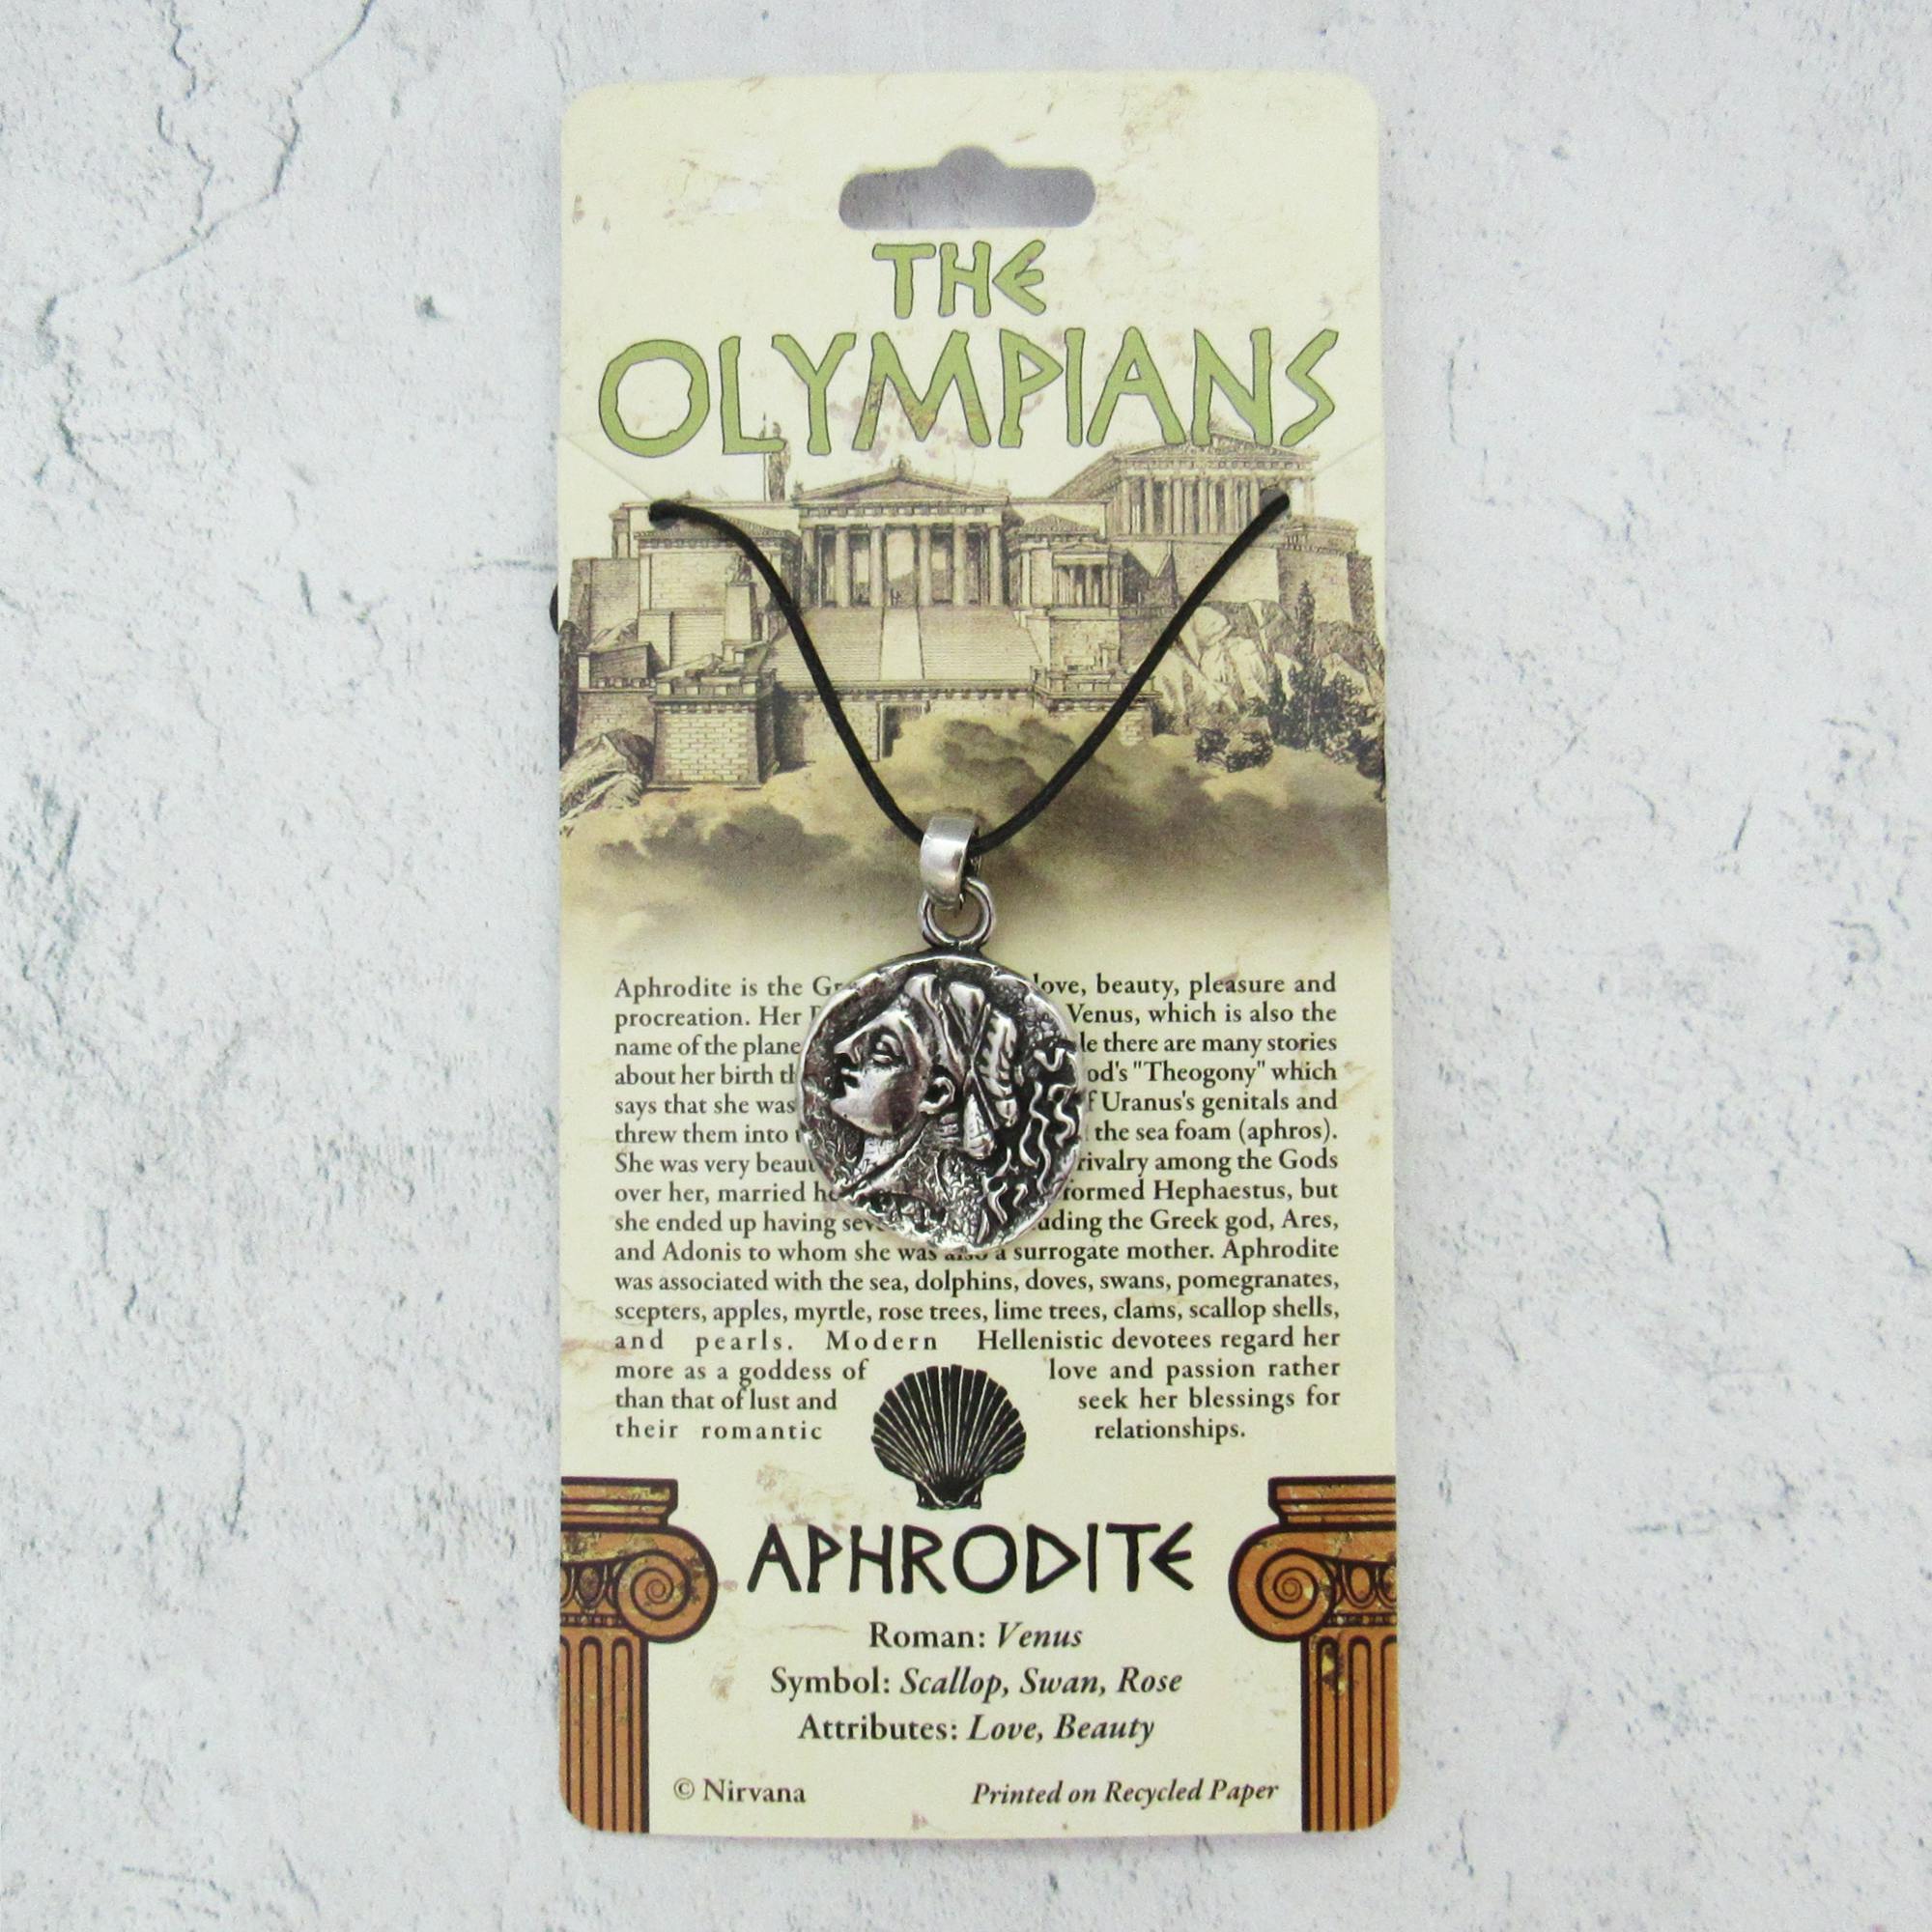 THE
OLYMPIANS
Aphrodite is the love, beauty, pleasure and
procreation. Her Venus, which is also the
name of the there are many stories
about her birth "Theogony" which
says that she was Uranus's genitals and
threw them into the sea foam (aphros).
She was very rivalry among the Gods
over her, married Hephaestus, but
she ended up having the Greek god, Ares,
and Adonis to whom she was also a surrogate mother. Aphrodite
was associated with the sea, dolphins, doves, swans, pomegranates,
scepters, apples, myrtle, rose trees, lime trees, clams, scallop shells,
and pearls. Modern Hellenistic devotees regard her
more as a goddess of love and passion rather
than that of lust and seek her blessings for
their romantic relationships.
APHRODITE
Roman: Venus
Symbol: Scallop, Swan, Rose
Attributes: Love, Beauty
© Nirvana Printed on Recycled Paper